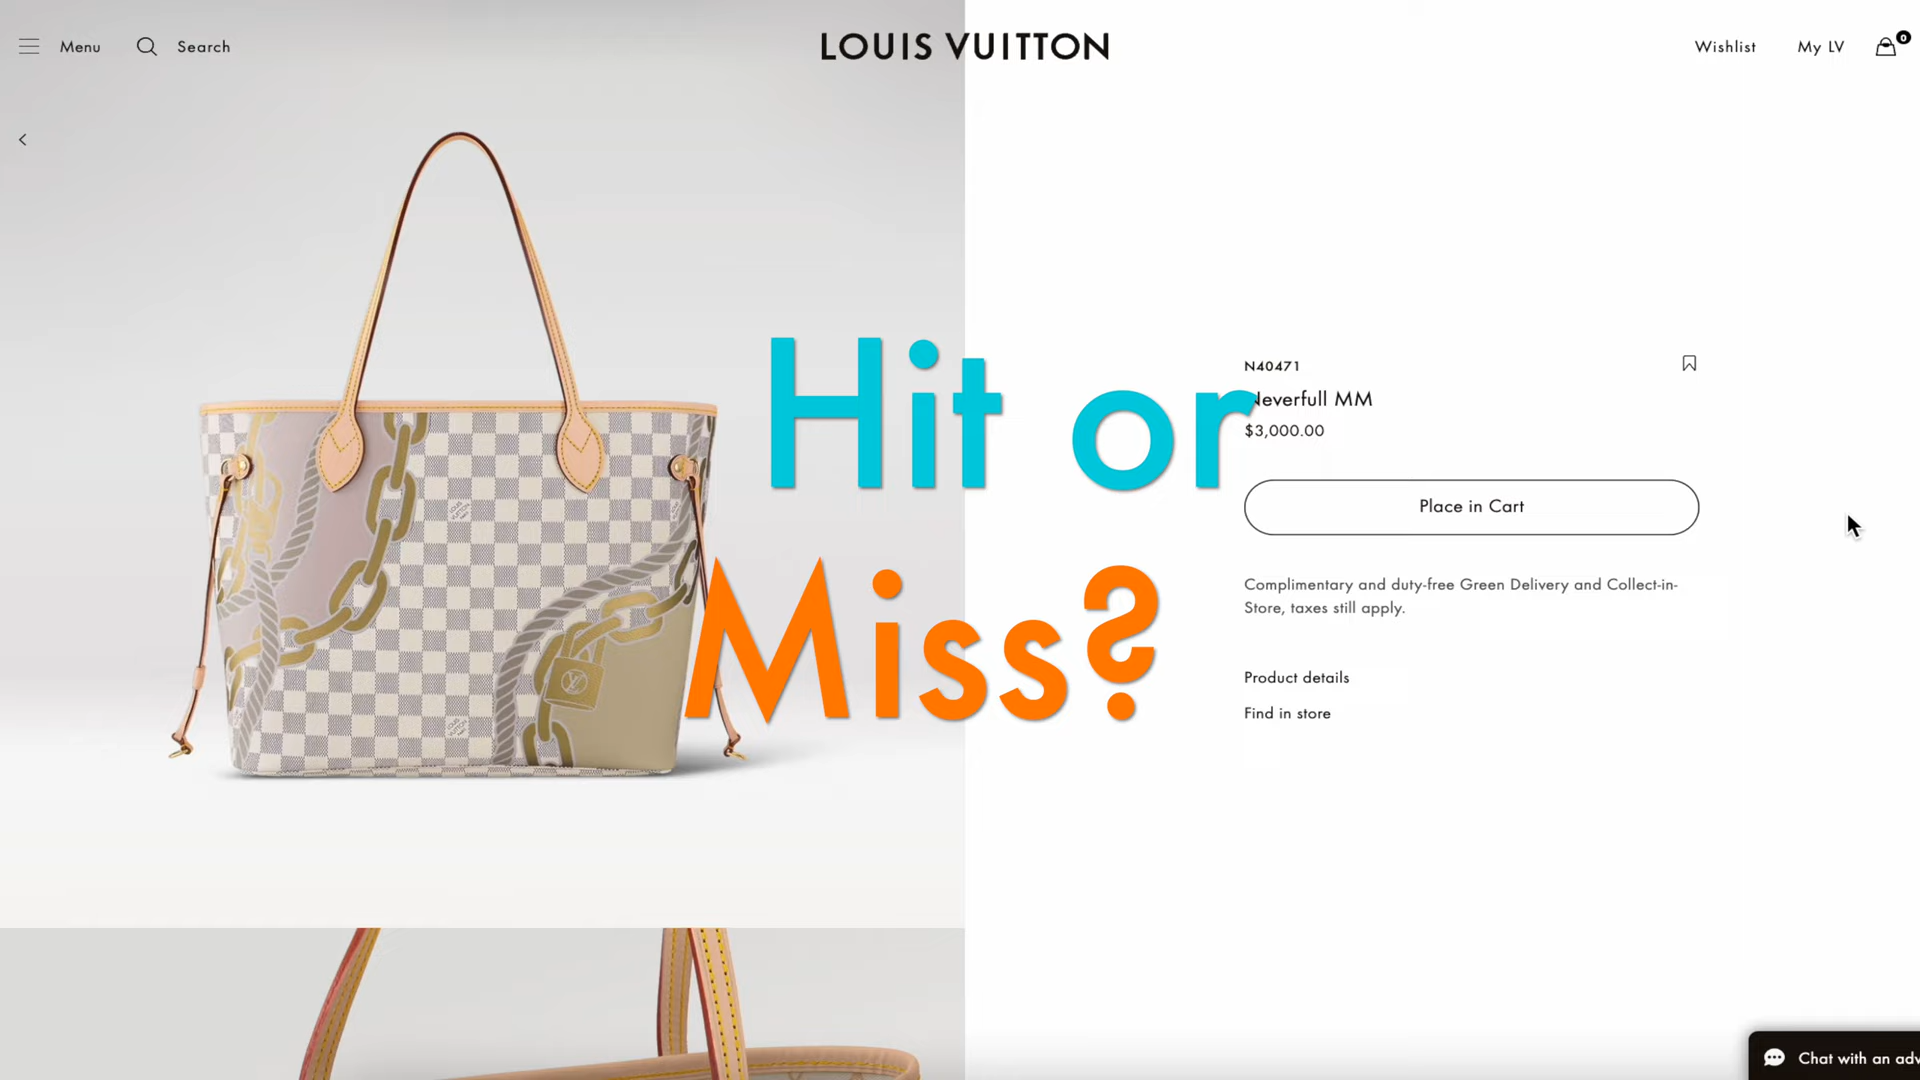 Menu
Search
LOUIS VUITTON
Wishlist
My LV
0
Hit or
Miss?
N40471
Neverfull MM
$3,000.00
Place in Cart
Complimentary and duty-free Green Delivery and Collect-in-
Store, taxes still apply.
Product details
Find in store
Chat with an adv